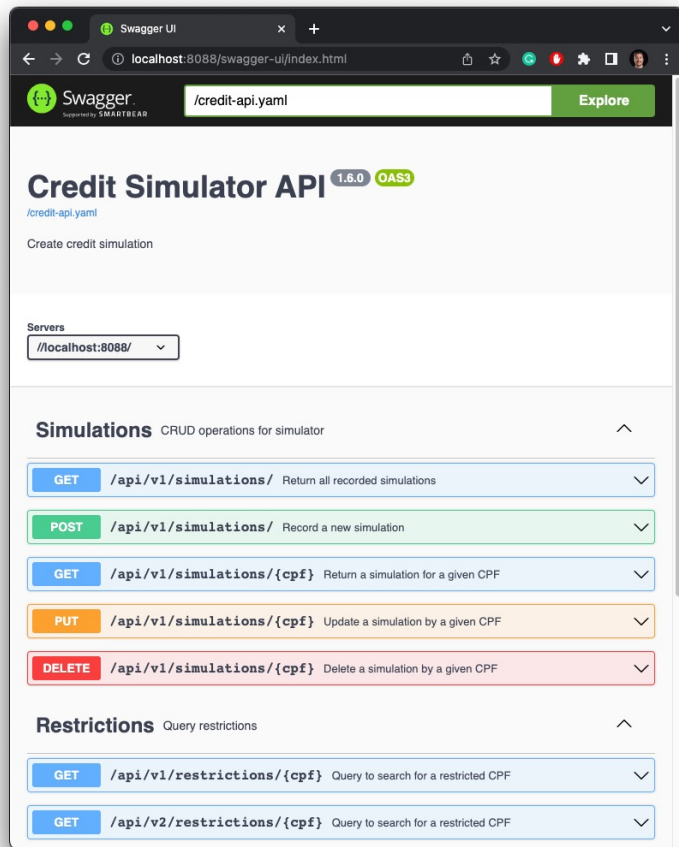 Swagger UI
localhost:8088/swagger-ui/index.html
Swagger.
Supported by SMARTBEAR
/credit-api.yaml
Explore
Credit Simulator API 1.6.0 OAS3
/credit-api.yaml
Create credit simulation
Servers
//localhost:8088/
Simulations CRUD operations for simulator
GET /api/v1/simulations/ Return all recorded simulations
POST /api/v1/simulations/ Record a new simulation
GET /api/v1/simulations/{cpf} Return a simulation for a given CPF
PUT /api/v1/simulations/{cpf} Update a simulation by a given CPF
DELETE /api/v1/simulations/{cpf} Delete a simulation by a given CPF
Restrictions Query restrictions
GET /api/v1/restrictions/{cpf} Query to search for a restricted CPF
GET /api/v2/restrictions/{cpf} Query to search for a restricted CPF